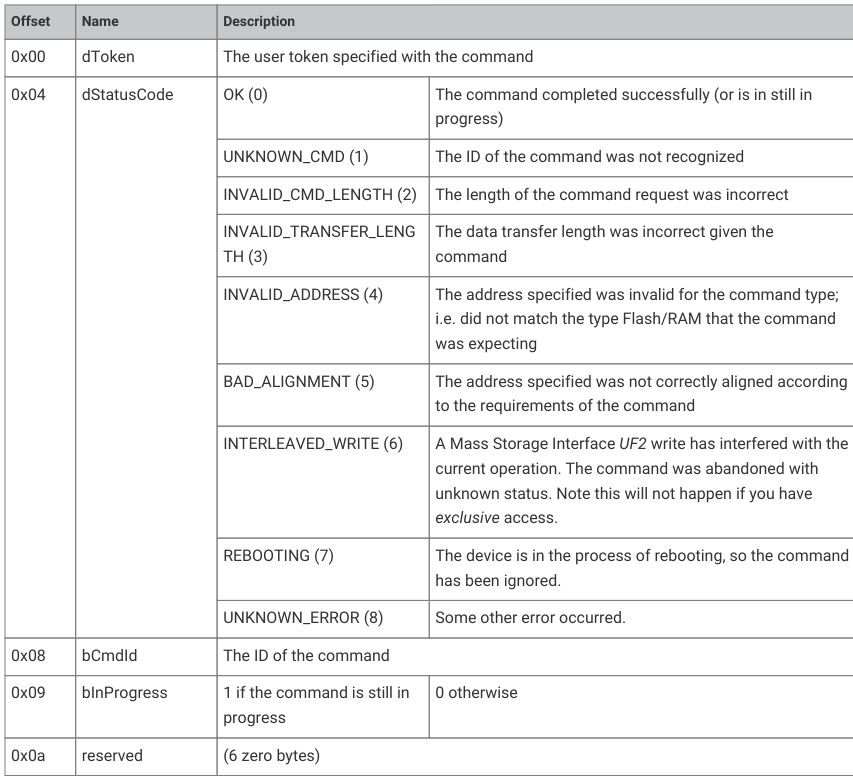 Offset Name Description
0x00 dToken The user token specified with the command
0x04 dStatusCode OK (0) The command completed successfully (or is in still in
progress)
UNKNOWN_CMD (1) The ID of the command was not recognized
INVALID_CMD_LENGTH (2) The length of the command request was incorrect
INVALID_TRANSFER_LENG The data transfer length was incorrect given the
TH (3) command
INVALID_ADDRESS (4) The address specified was invalid for the command type;
i.e. did not match the type Flash/RAM that the command
was expecting
BAD_ALIGNMENT (5) The address specified was not correctly aligned according
to the requirements of the command
INTERLEAVED_WRITE (6) A Mass Storage Interface UF2 write has interfered with the
current operation. The command was abandoned with
unknown status. Note this will not happen if you have
exclusive access.
REBOOTING (7) The device is in the process of rebooting, so the command
has been ignored.
UNKNOWN_ERROR (8) Some other error occurred.
0x08 bCmdId The ID of the command
0x09 bInProgress 1 if the command is still in 0 otherwise
progress
0x0a reserved (6 zero bytes)